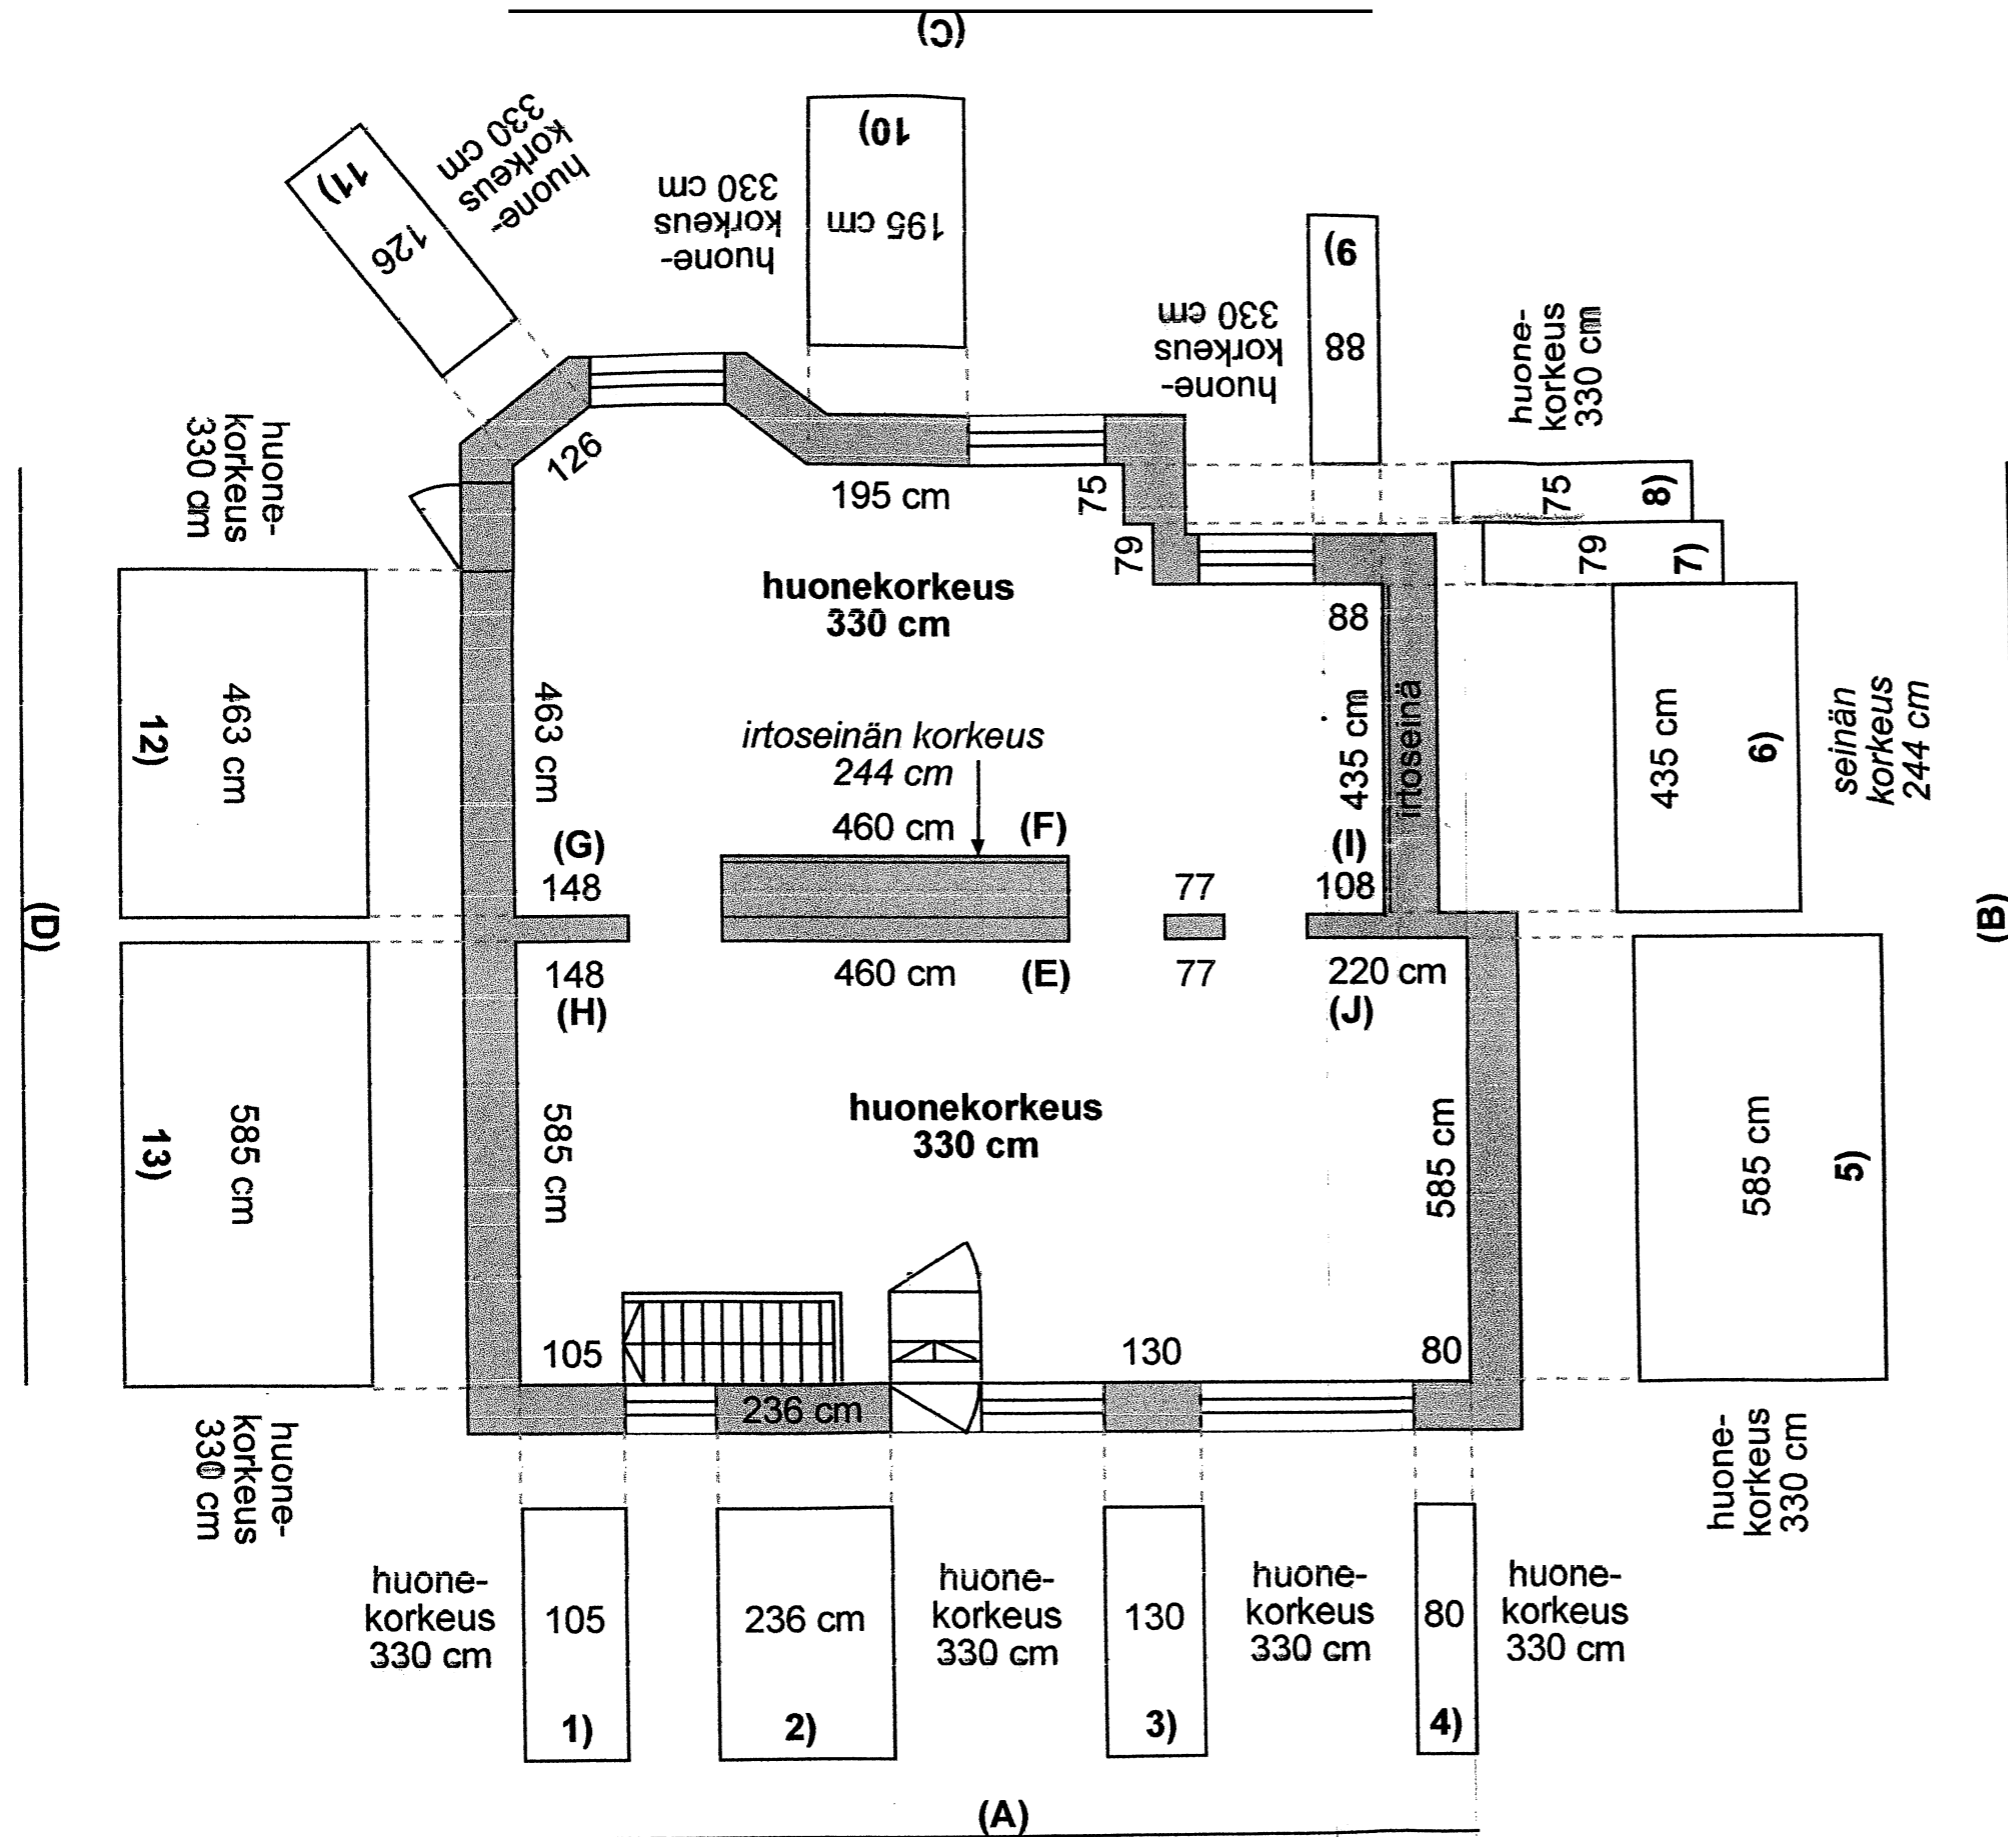 (C)
11)
126
huone-
korkeus
330 cm
10)
195 cm
huone-
korkeus
330 cm
9)
88
huone-
korkeus
330 cm
huone-
korkeus
330 cm
75
8)
79
7)
huone-
korkeus
330 cm
126
195 cm
75
79
huonekorkeus
330 cm
88
12)
463 cm
463 cm
irtoseinän korkeus
244 cm
460 cm
(F)
435 cm
irtoseinä
435 cm
6)
seinän
korkeus
244 cm
(G)
148
77
(I)
108
(D)
(B)
148
(H)
460 cm
(E)
77
220 cm
(J)
huonekorkeus
330 cm
13)
585 cm
585 cm
585 cm
585 cm
5)
105
236 cm
130
80
huone-
korkeus
330 cm
huone-
korkeus
330 cm
huone-
korkeus
330 cm
105
1)
236 cm
2)
huone-
korkeus
330 cm
130
3)
huone-
korkeus
330 cm
80
4)
huone-
korkeus
330 cm
(A)